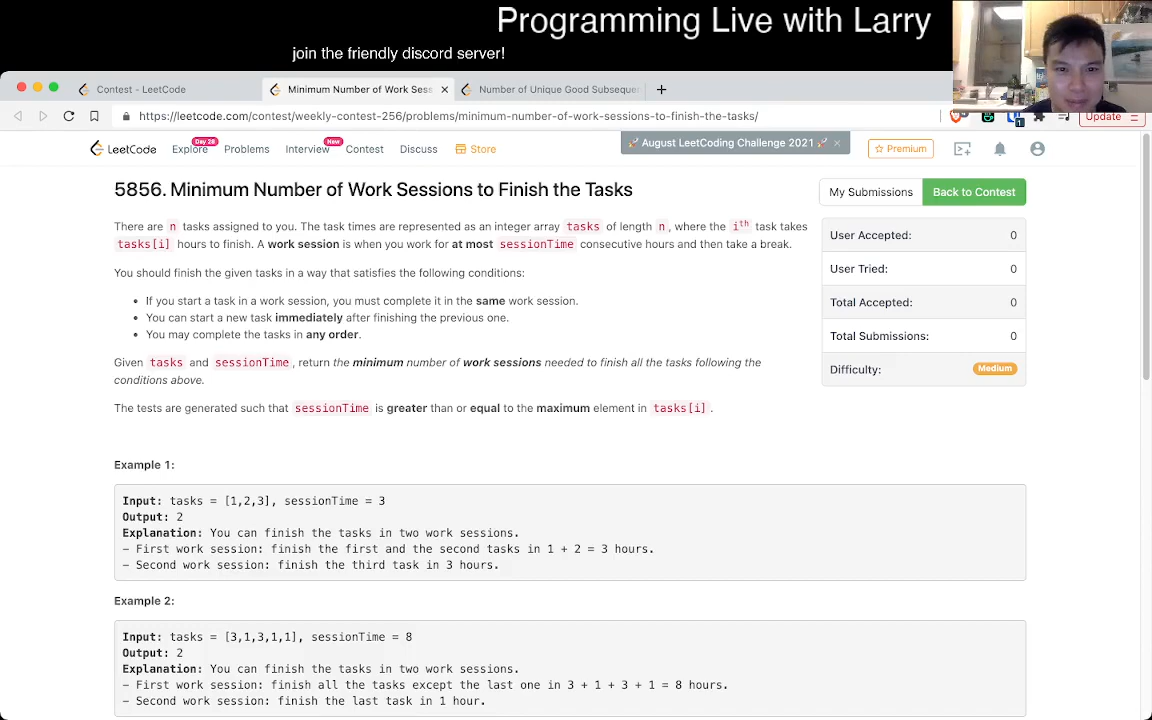 Programming Live with Larry
join the friendly discord server!
Contest - LeetCode
Minimum Number of Work Sess
Number of Unique Good Subsequen
https://leetcode.com/contest/weekly-contest-256/problems/minimum-number-of-work-sessions-to-finish-the-tasks/
1
Update
LeetCode
Explore
Day 28
Problems
Interview
New
Contest
Discuss
Store
August LeetCoding Challenge 2021
Premium
5856. Minimum Number of Work Sessions to Finish the Tasks
My Submissions
Back to Contest
There are n tasks assigned to you. The task times are represented as an integer array tasks of length n, where the ith task takes
tasks[i] hours to finish. A work session is when you work for at most sessionTime consecutive hours and then take a break.
You should finish the given tasks in a way that satisfies the following conditions:
• If you start a task in a work session, you must complete it in the same work session.
• You can start a new task immediately after finishing the previous one.
• You may complete the tasks in any order.
Given tasks and sessionTime, return the minimum number of work sessions needed to finish all the tasks following the
conditions above.
The tests are generated such that sessionTime is greater than or equal to the maximum element in tasks[i].
User Accepted: 0
User Tried: 0
Total Accepted: 0
Total Submissions: 0
Difficulty: Medium
Example 1:
Input: tasks = [1,2,3], sessionTime = 3
Output: 2
Explanation: You can finish the tasks in two work sessions.
- First work session: finish the first and the second tasks in 1 + 2 = 3 hours.
- Second work session: finish the third task in 3 hours.
Example 2:
Input: tasks = [3,1,3,1,1], sessionTime = 8
Output: 2
Explanation: You can finish the tasks in two work sessions.
- First work session: finish all the tasks except the last one in 3 + 1 + 3 + 1 = 8 hours.
- Second work session: finish the last task in 1 hour.